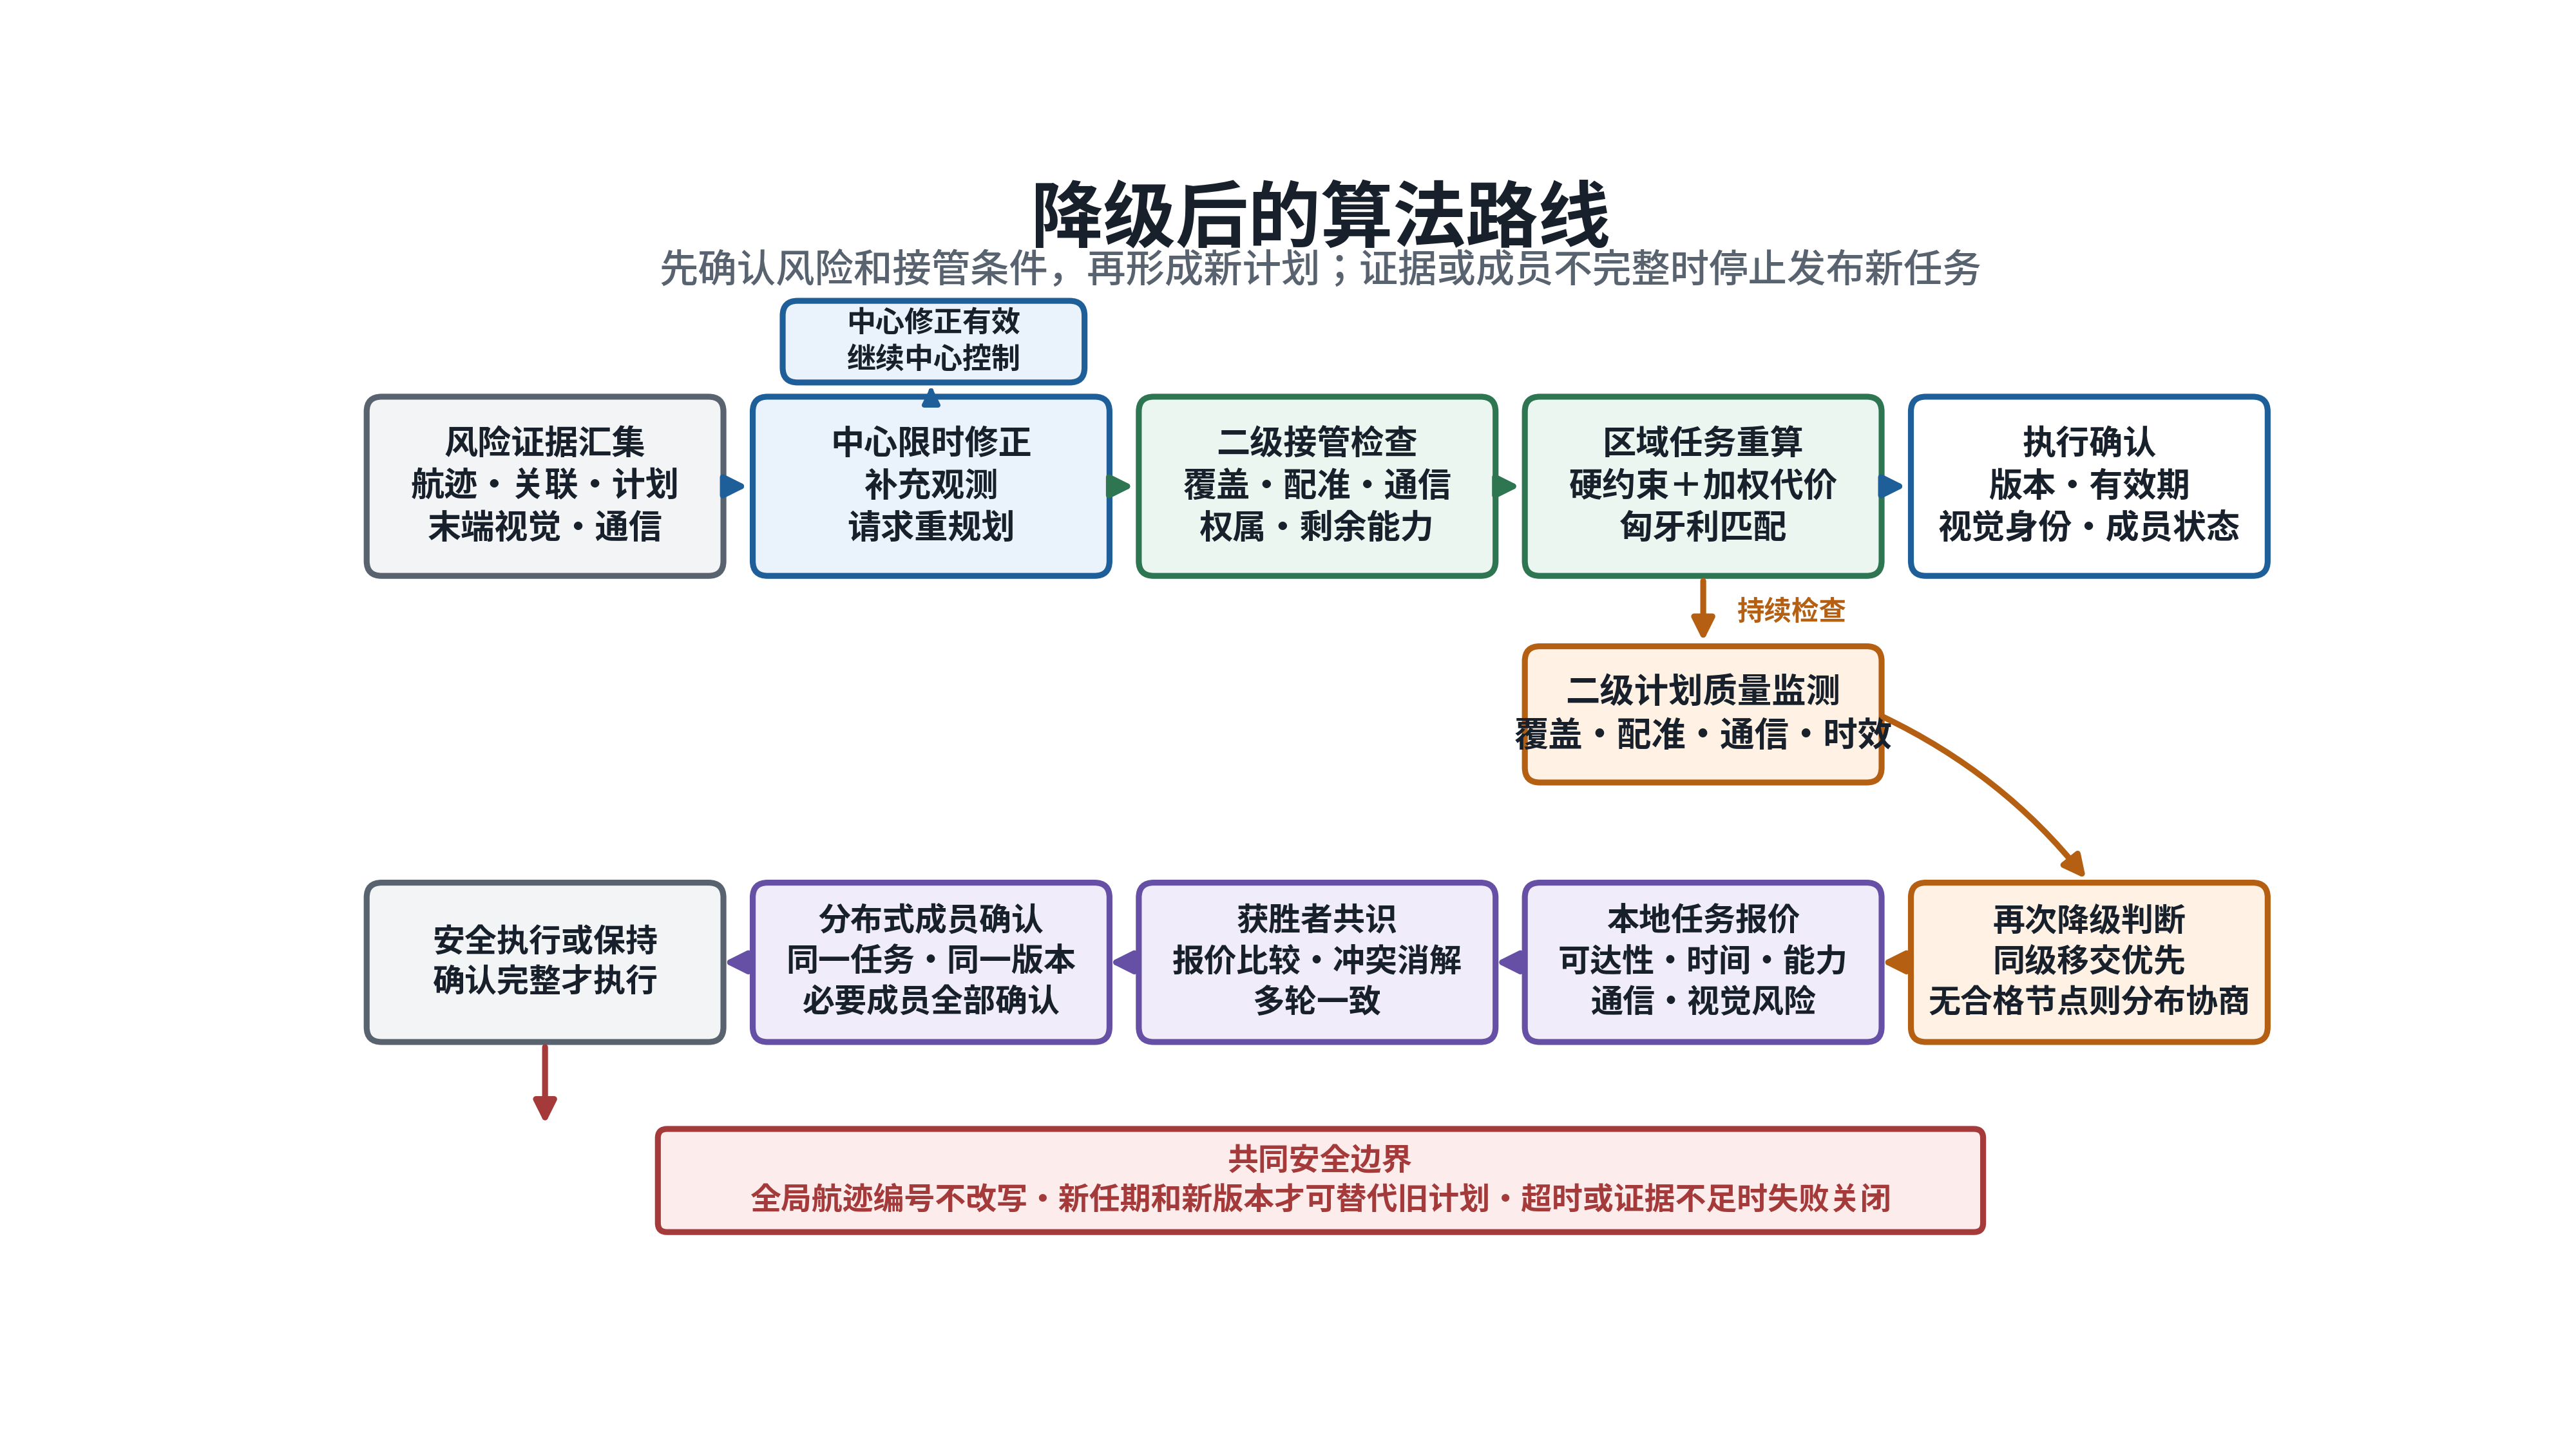 降级后的算法路线
先确认风险和接管条件，再形成新计划；证据或成员不完整时停止发布新任务
中心修正有效
继续中心控制
风险证据汇集
航迹・关联・计划
末端视觉・通信
中心限时修正
补充观测
请求重规划
二级接管检查
覆盖・配准・通信
权属・剩余能力
区域任务重算
硬约束＋加权代价
匈牙利匹配
执行确认
版本・有效期
视觉身份・成员状态
持续检查
二级计划质量监测
覆盖・配准・通信・时效
安全执行或保持
确认完整才执行
分布式成员确认
同一任务・同一版本
必要成员全部确认
获胜者共识
报价比较・冲突消解
多轮一致
本地任务报价
可达性・时间・能力
通信・视觉风险
再次降级判断
同级移交优先
无合格节点则分布协商
共同安全边界
全局航迹编号不改写・新任期和新版本才可替代旧计划・超时或证据不足时失败关闭